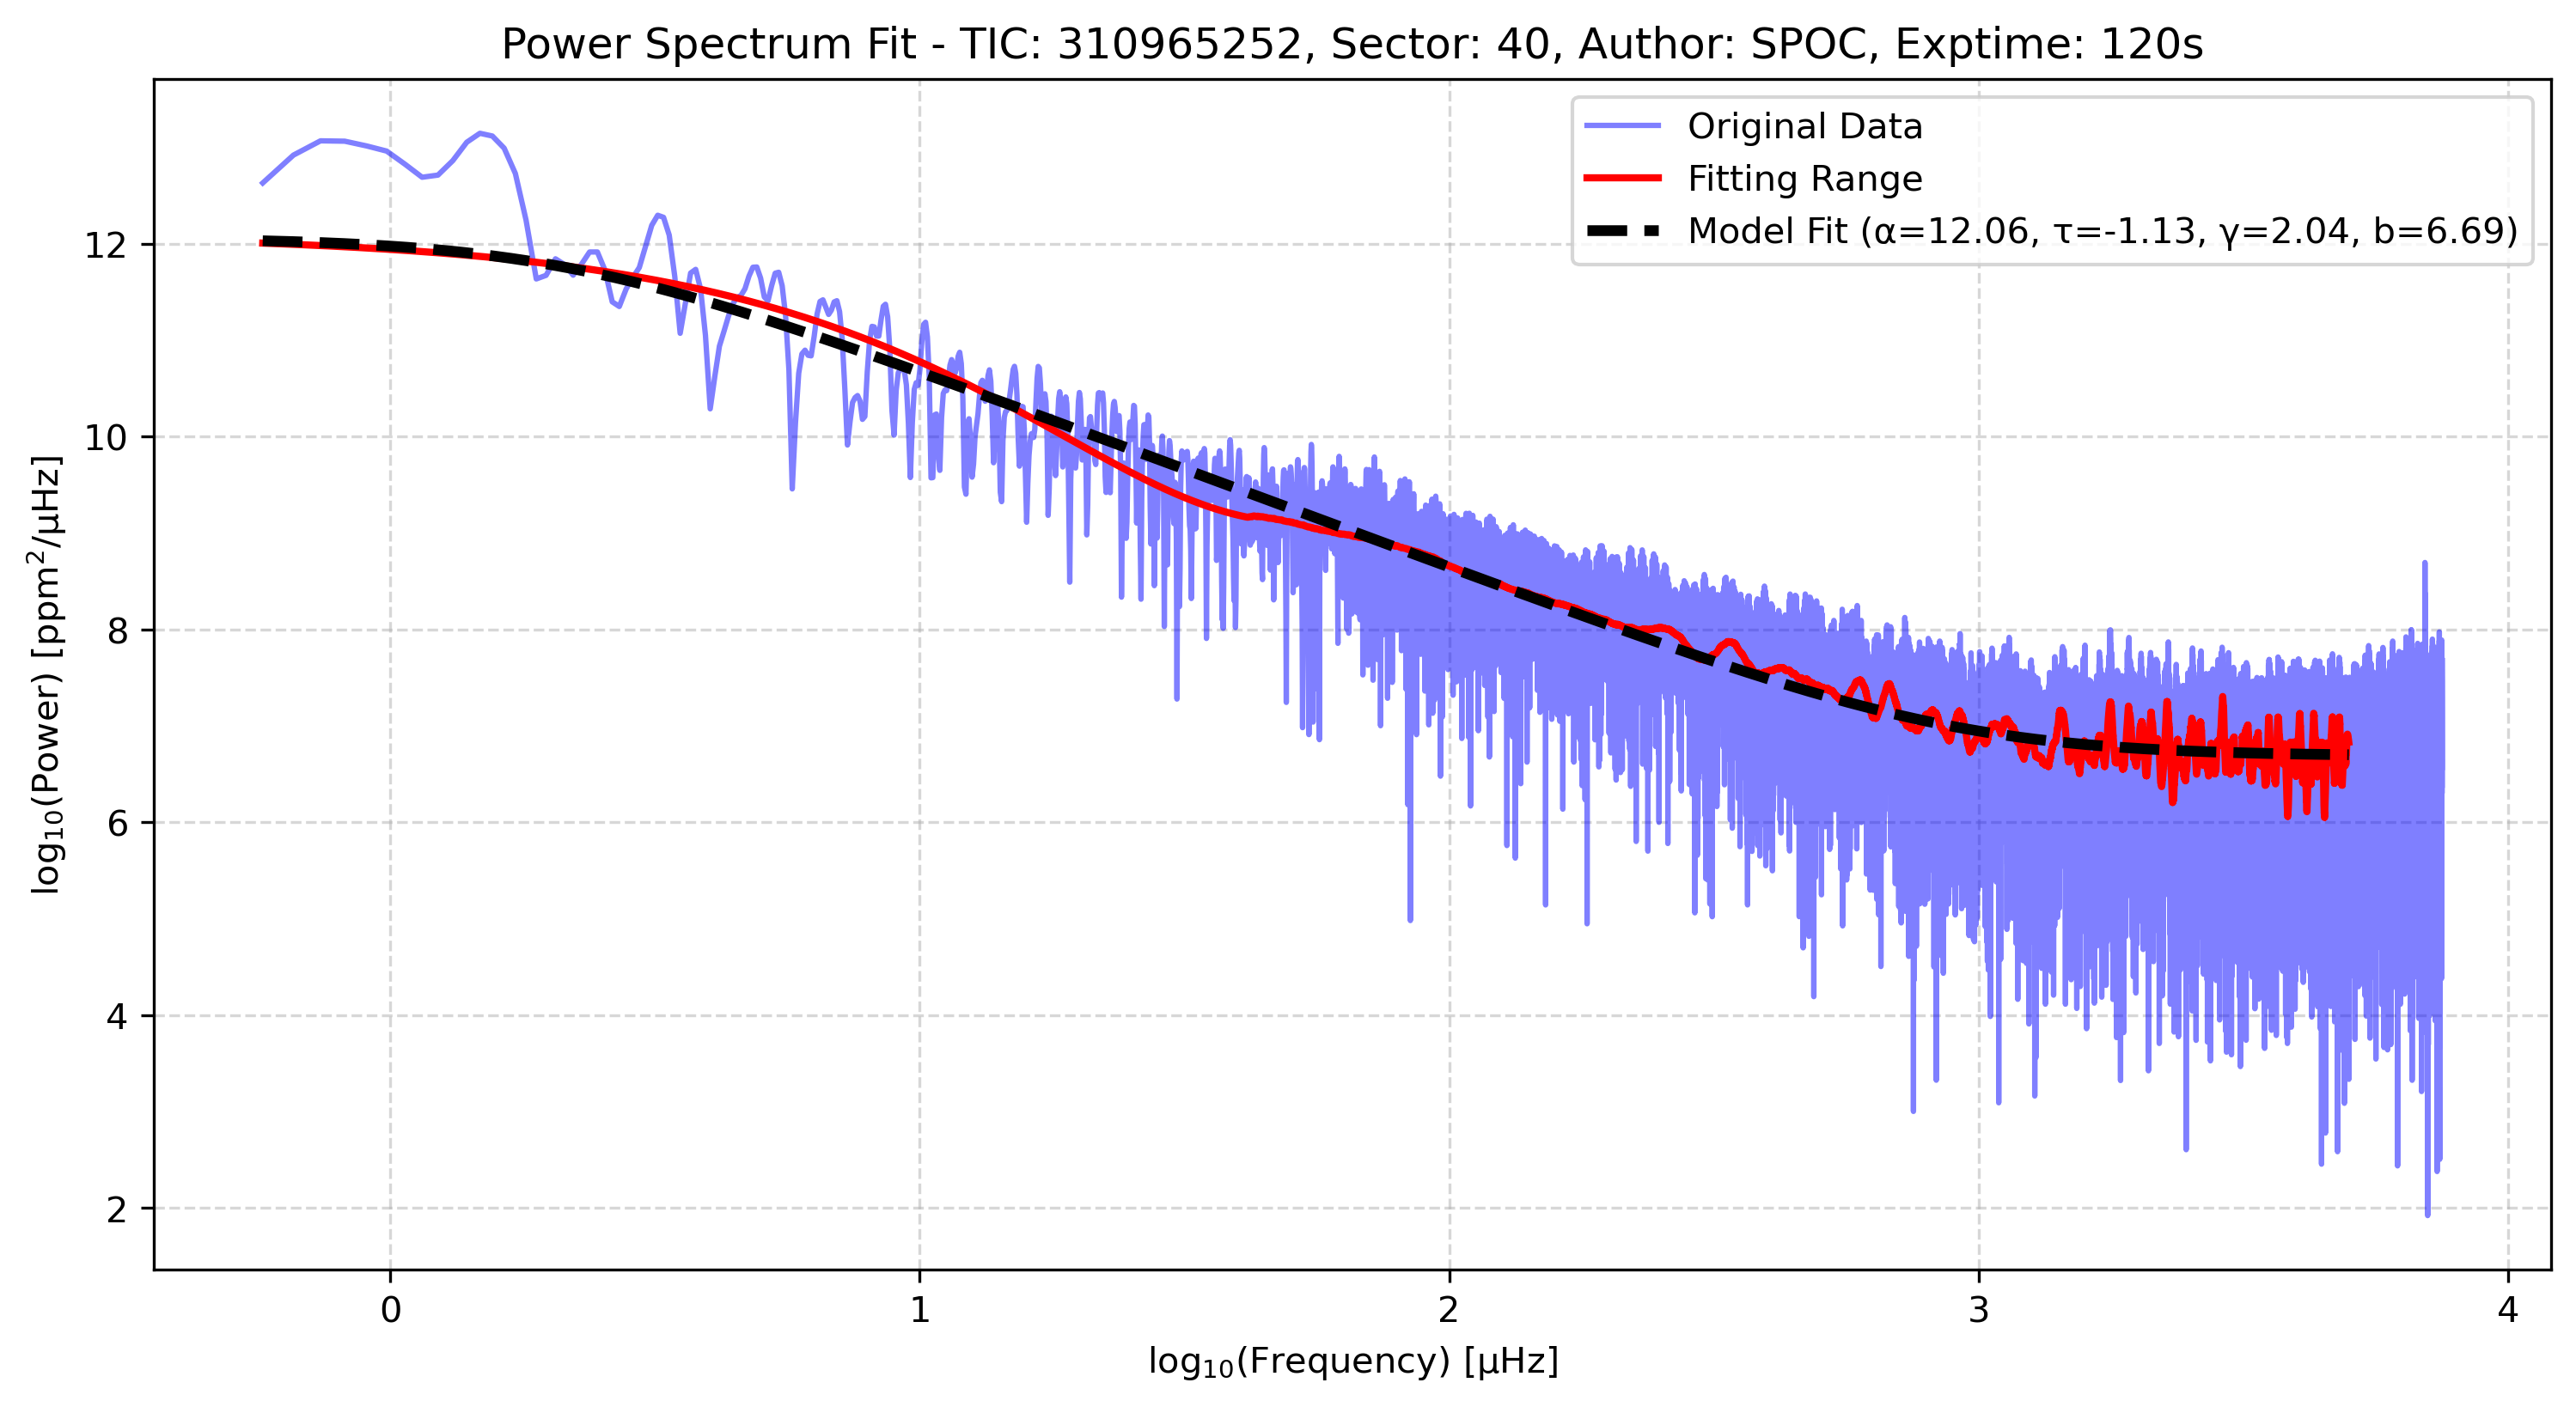 Power Spectrum Fit - TIC: 310965252, Sector: 40, Author: SPOC, Exptime: 120s
Original Data
Fitting Range
Model Fit (α=12.06, τ=-1.13, γ=2.04, b=6.69)
log₁₀(Power) [ppm²/μHz]
12
10
8
6
4
2
0 1 2 3 4
log₁₀(Frequency) [μHz]